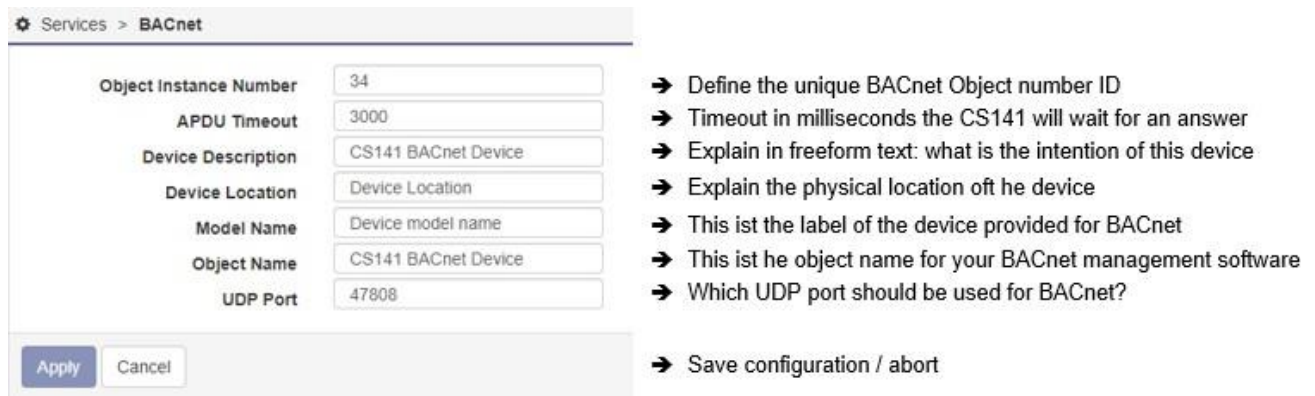 Services > BACnet
Object Instance Number 34 ➔ Define the unique BACnet Object number ID
APDU Timeout 3000 ➔ Timeout in milliseconds the CS141 will wait for an answer
Device Description CS141 BACnet Device ➔ Explain in freeform text: what is the intention of this device
Device Location Device Location ➔ Explain the physical location oft he device
Model Name Device model name ➔ This ist the label of the device provided for BACnet
Object Name CS141 BACnet Device ➔ This ist he object name for your BACnet management software
UDP Port 47808 ➔ Which UDP port should be used for BACnet?
Apply Cancel ➔ Save configuration / abort